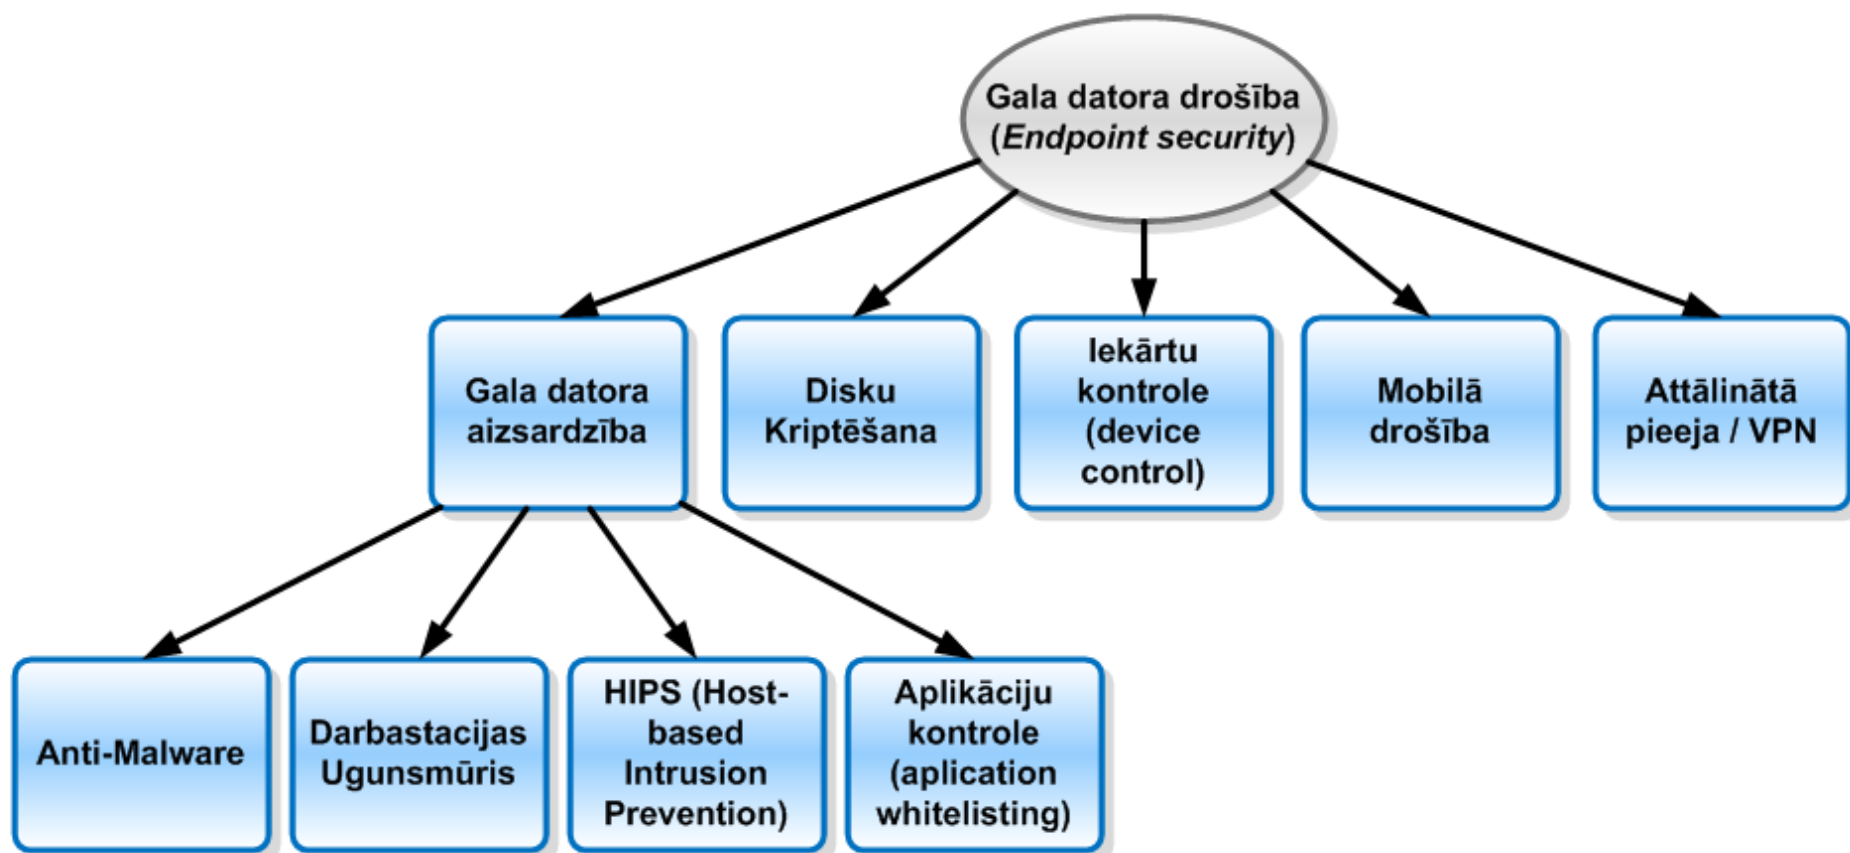 Gala datora drošība
(Endpoint security)
Gala datora
aizsardzība
Disku
Kriptēšana
Iekārtu
kontrole
(device
control)
Mobilā
drošība
Attālinātā
pieeja / VPN
Anti-Malware
Darbastacijas
Ugunsmūris
HIPS (Host-
based
Intrusion
Prevention)
Aplikāciju
kontrole
(aplication
whitelisting)